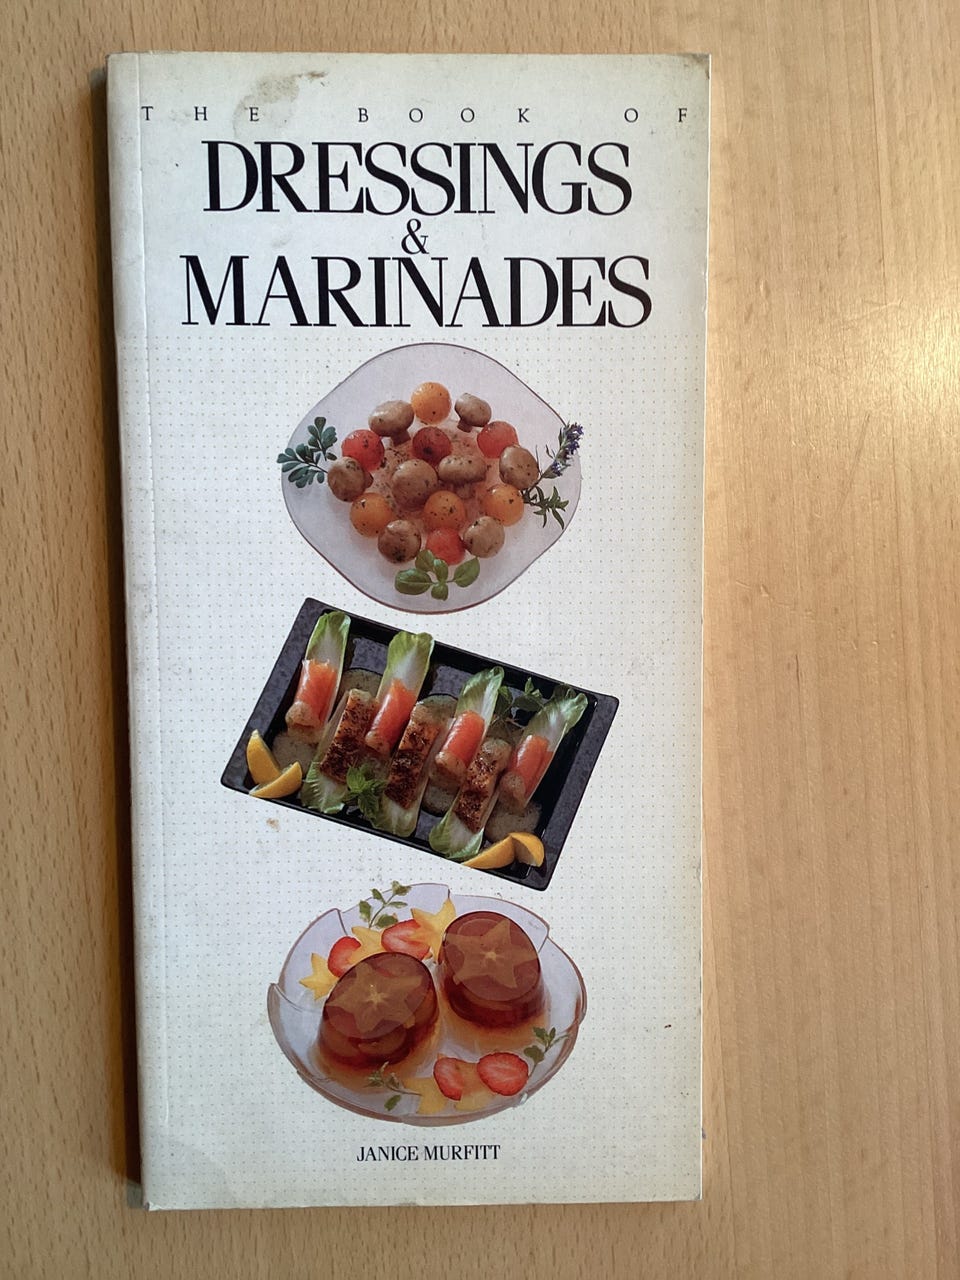 THE BOOK OF
DRESSINGS
&
MARINADES
JANICE MURFITT